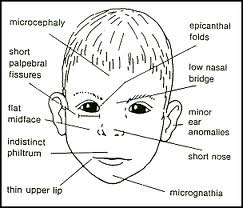 microcephaly
epicanthal
folds
short
palpebral
fissures
low nasal
bridge
flat
midface
minor
ear
anomalies
indistinct
philtrum
short nose
thin upper lip
micrognathia